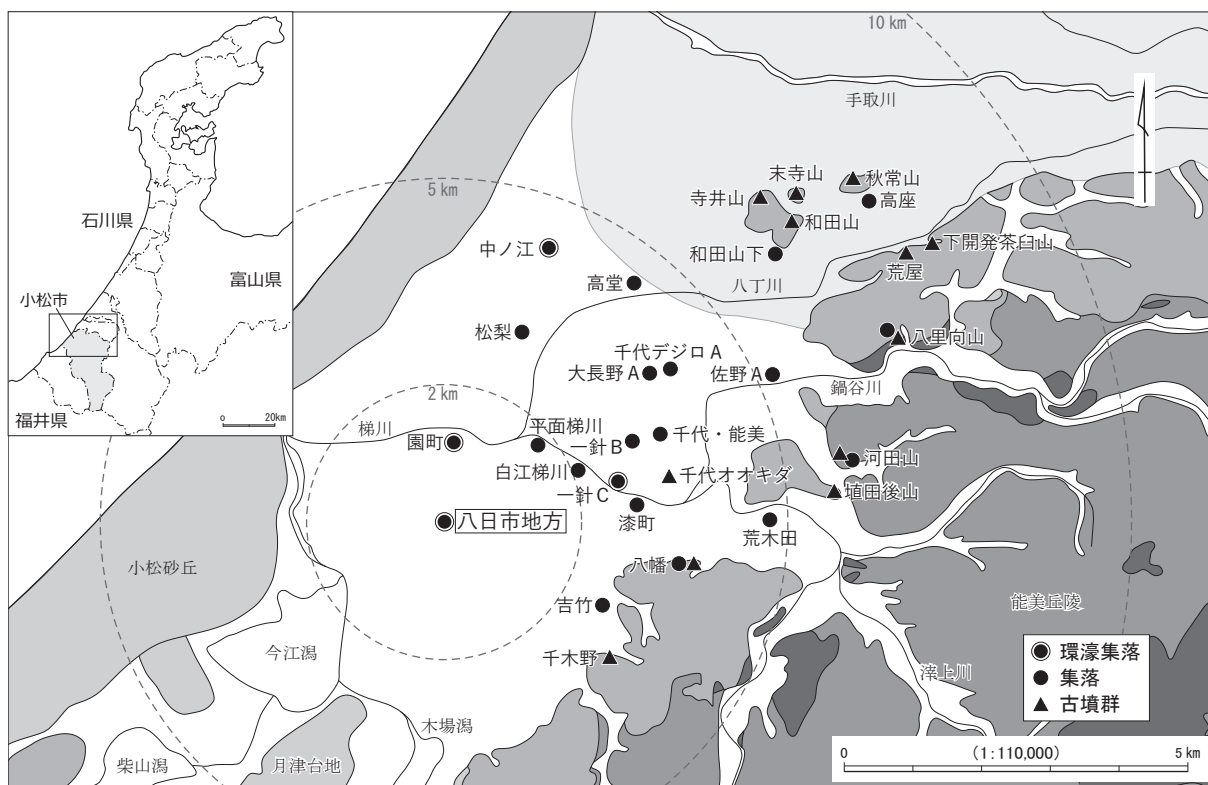 石川県
富山県
小松市
福井県
0 20km
10 km
手取川
5 km
末寺山
秋常山
寺井山
高座
和田山
中ノ江
和田山下
下開発茶臼山
荒屋
高堂
八丁川
松梨
八里向山
千代デジロA
大長野A
佐野A
鍋谷川
2 km
梯川
園町
平面梯川
一針B
千代・能美
白江梯川
千代オオキダ
河田山
一針C
埴田後山
八日市地方
漆町
荒木田
小松砂丘
八幡
吉竹
能美丘陵
今江潟
千木野
滓上川
木場潟
柴山潟
月津台地
環濠集落
集落
古墳群
0 (1:110,000) 5 km